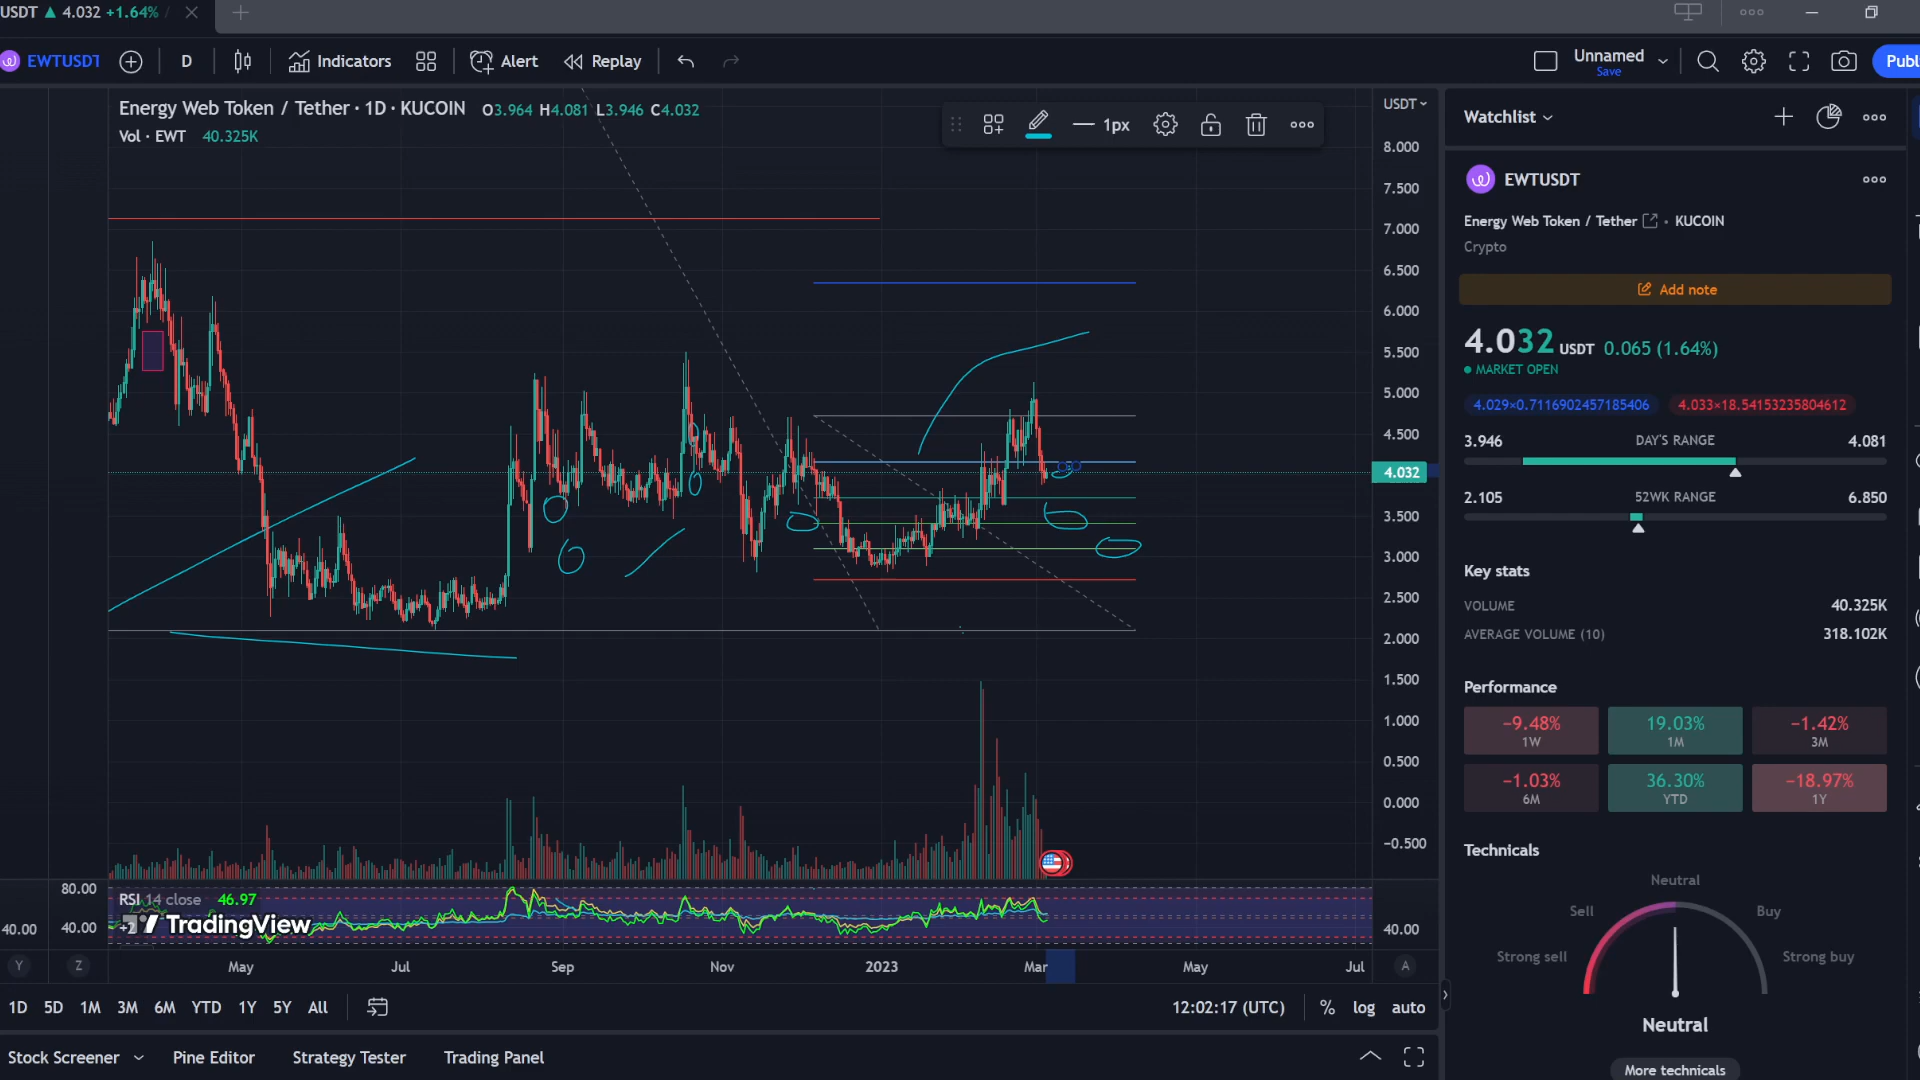 USDT ▲ 4.032 +1.64% /
EWTUSDT D Indicators Alert Replay Unnamed Save Publ
Energy Web Token / Tether · 1D · KUCOIN O3.964 H4.081 L3.946 C4.032
Vol · EWT 40.325K
1px
USDT
8.000
7.500
7.000
6.500
6.000
5.500
5.000
4.500
4.032
3.500
3.000
2.500
2.000
1.500
1.000
0.500
0.000
−0.500
80.00
40.00
40.00
40.00
RSI 14 close 46.97
TradingView
Y Z May Jul Sep Nov 2023 Mar May Jul A
1D 5D 1M 3M 6M YTD 1Y 5Y All 12:02:17 (UTC) % log auto
Stock Screener Pine Editor Strategy Tester Trading Panel
Watchlist
EWTUSDT
Energy Web Token / Tether · KUCOIN
Crypto
Add note
4.032 USDT 0.065 (1.64%)
MARKET OPEN
4.029×0.7116902457185406 4.033×18.54153235804612
3.946 DAY'S RANGE 4.081
2.105 52WK RANGE 6.850
Key stats
VOLUME 40.325K
AVERAGE VOLUME (10) 318.102K
Performance
−9.48% 19.03% −1.42%
1W 1M 3M
−1.03% 36.30% −18.97%
6M YTD 1Y
Technicals
Neutral
Sell Buy
Strong sell Strong buy
Neutral
More technicals